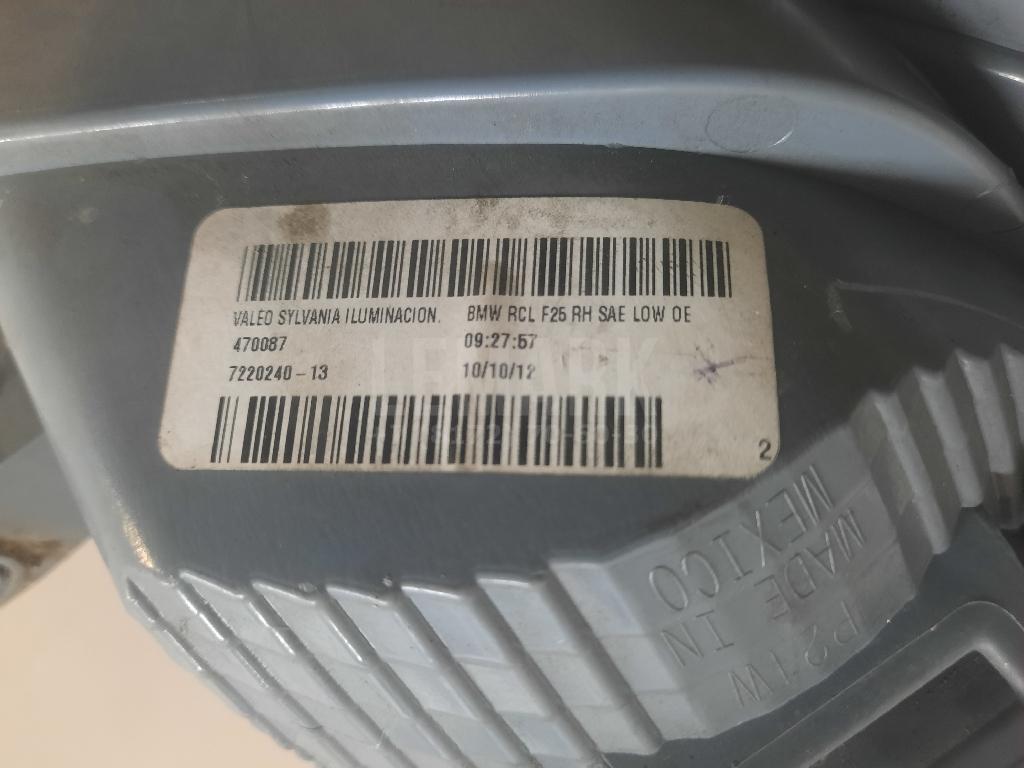 VALEO SYLVANIA ILUMINACION. BMW RCL F25 RH SAE LOW OE
470087 09:27:57
7220240-13 10/10/12
2
MADE IN
MEXICO
P21W